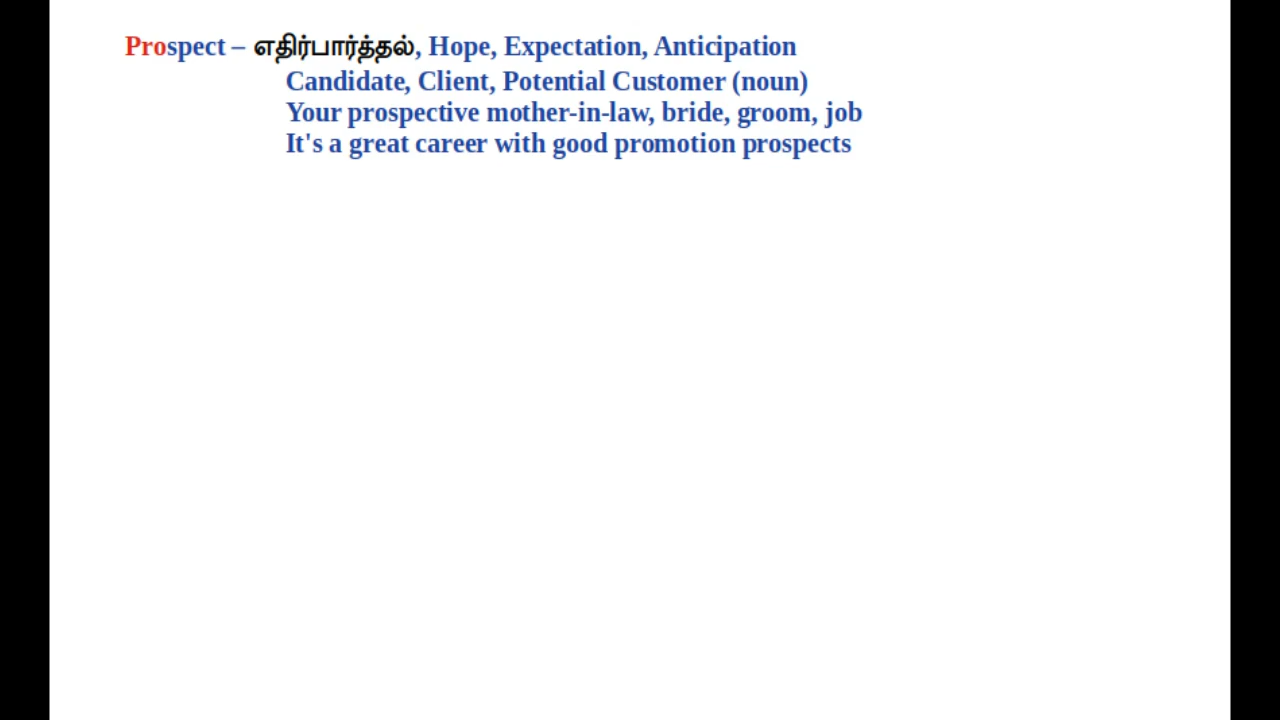 Prospect – எதிர்பார்த்தல், Hope, Expectation, Anticipation
Candidate, Client, Potential Customer (noun)
Your prospective mother-in-law, bride, groom, job
It's a great career with good promotion prospects